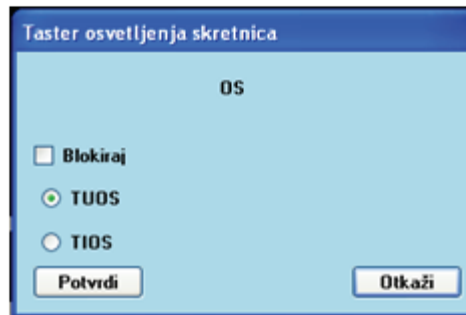 Taster osvetljenja skretnica
OS
Blokiraj
TUOS
TIOS
Potvrdi Otkaži